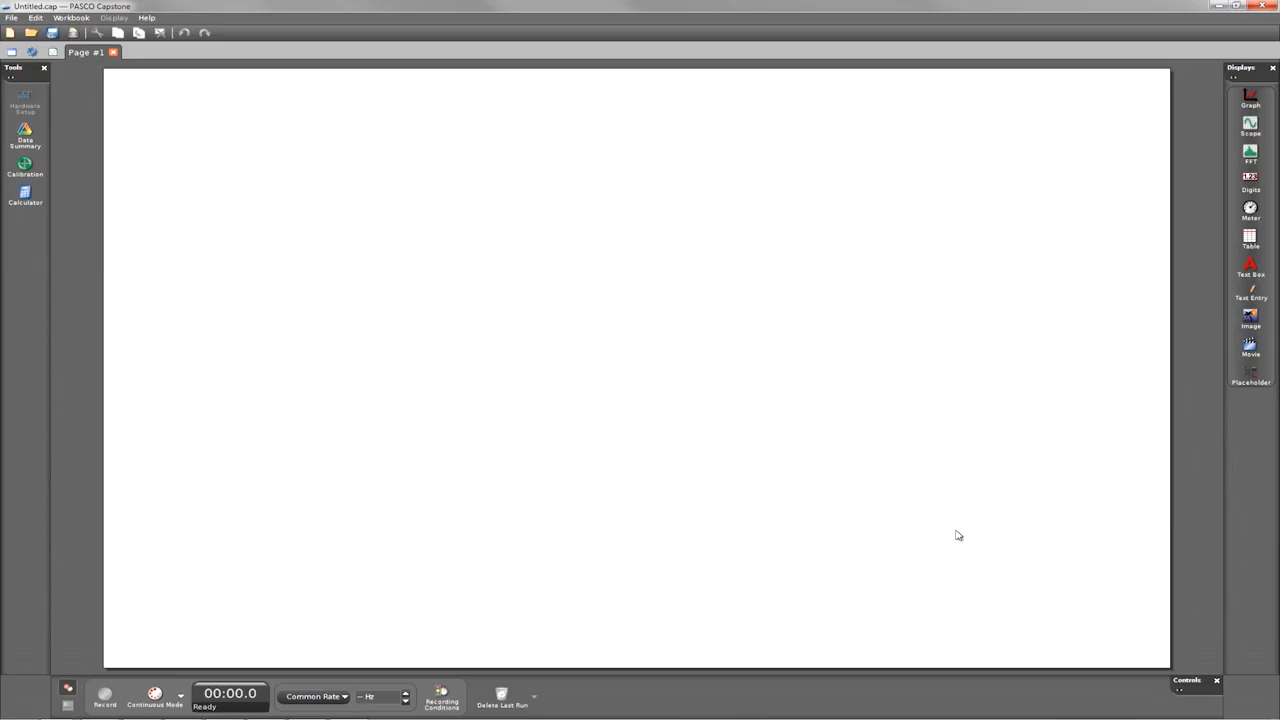 Untitled.cap — PASCO Capstone
File Edit Workbook Display Help
Page #1
Tools
Hardware
Setup
Data
Summary
Calibration
Calculator
Displays
Graph
Scope
FFT
1.23
Digits
Meter
Table
A
Text Box
Text Entry
Image
Movie
Placeholder
Record
Continuous Mode
00:00.0
Ready
Common Rate
-- Hz
Recording
Conditions
Delete Last Run
Controls